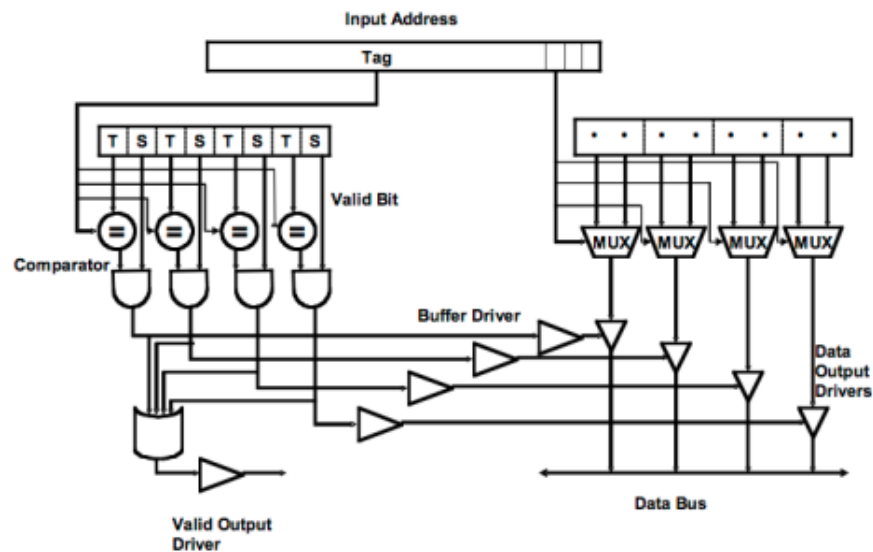 Input Address
Tag
T S T S T S T S
Valid Bit
= = = =
MUX MUX MUX MUX
Comparator
Buffer Driver
Data
Output
Drivers
Data Bus
Valid Output
Driver